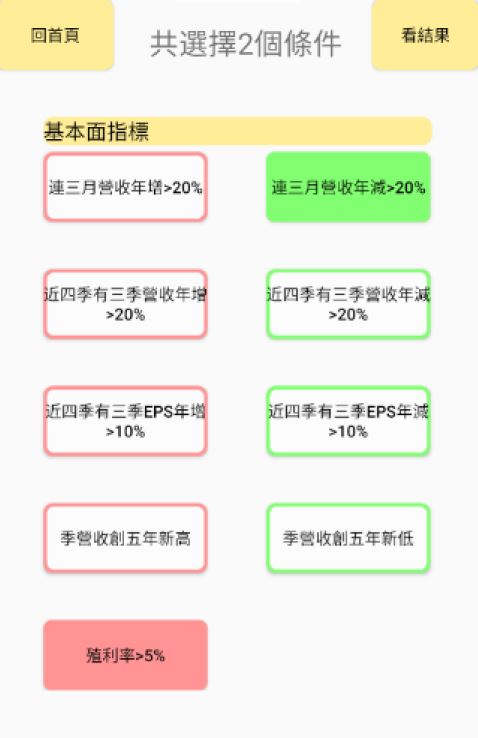 回首頁
共選擇2個條件
看結果
基本面指標
連三月營收年增>20%
連三月營收年減>20%
近四季有三季營收年增
>20%
近四季有三季營收年減
>20%
近四季有三季EPS年增
>10%
近四季有三季EPS年減
>10%
季營收創五年新高
季營收創五年新低
殖利率>5%